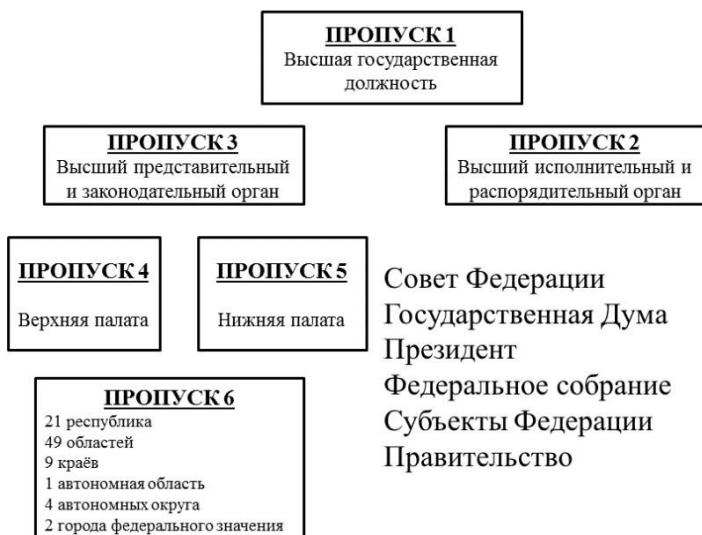 ПРОПУСК 1
Высшая государственная
должность
ПРОПУСК 3
Высший представительный
и законодательный орган
ПРОПУСК 2
Высший исполнительный и
распорядительный орган
ПРОПУСК 4
Верхняя палата
ПРОПУСК 5
Нижняя палата
ПРОПУСК 6
21 республика
49 областей
9 краёв
1 автономная область
4 автономных округа
2 города федерального значения
Совет Федерации
Государственная Дума
Президент
Федеральное собрание
Субъекты Федерации
Правительство